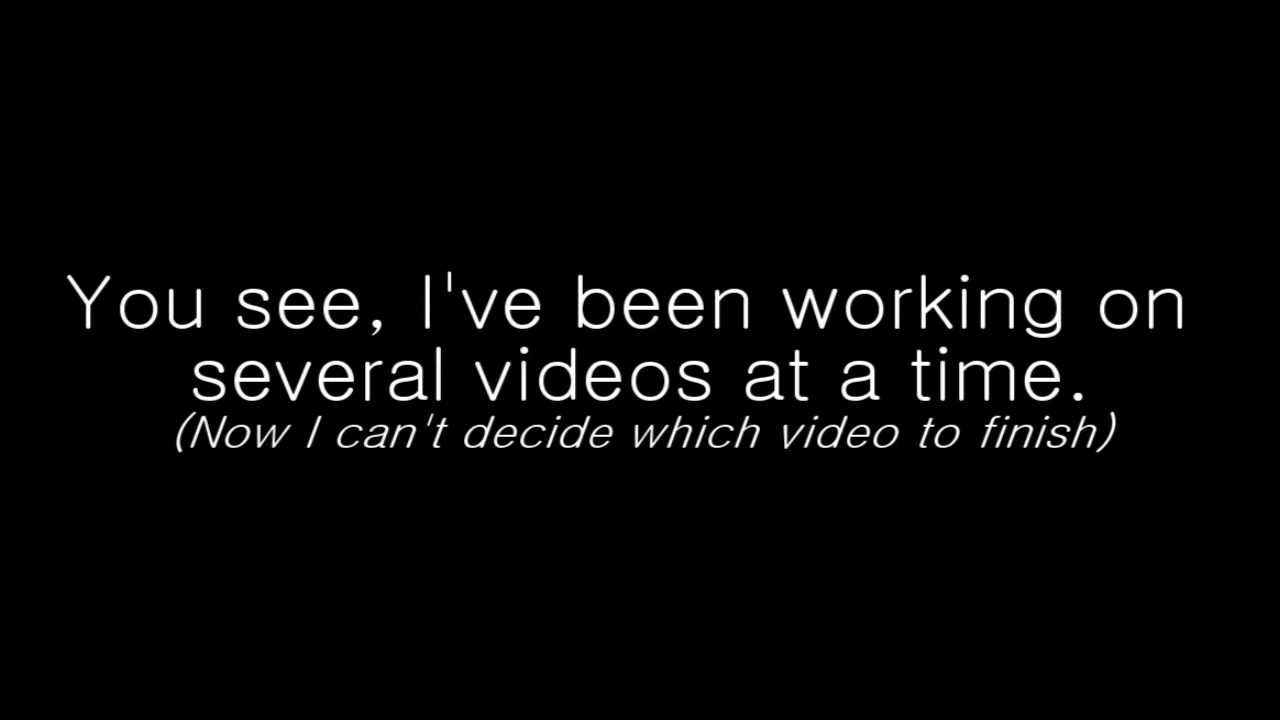 You see, I've been working on
several videos at a time.
(Now I can't decide which video to finish)